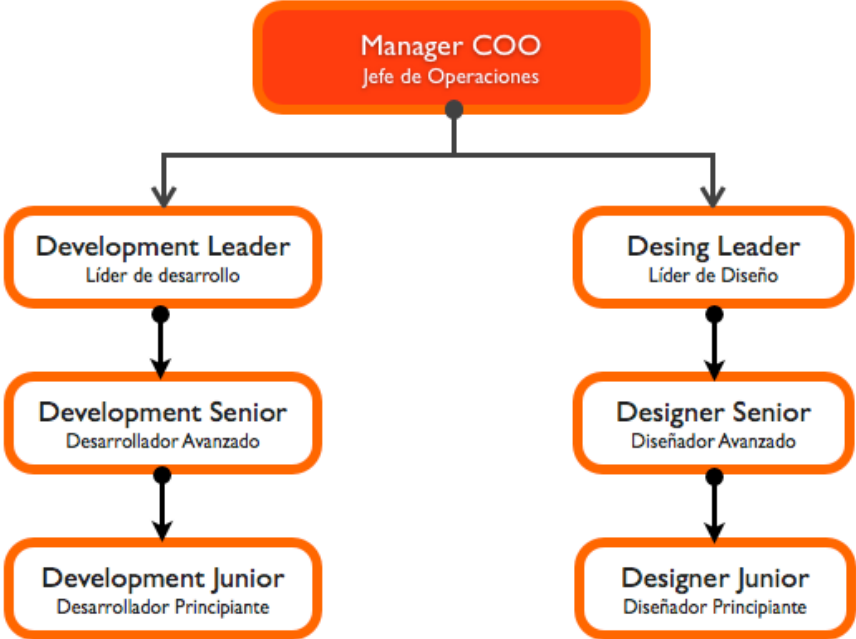 Manager COO
Jefe de Operaciones
Development Leader
Líder de desarrollo
Desing Leader
Líder de Diseño
Development Senior
Desarrollador Avanzado
Designer Senior
Diseñador Avanzado
Development Junior
Desarrollador Principiante
Designer Junior
Diseñador Principiante